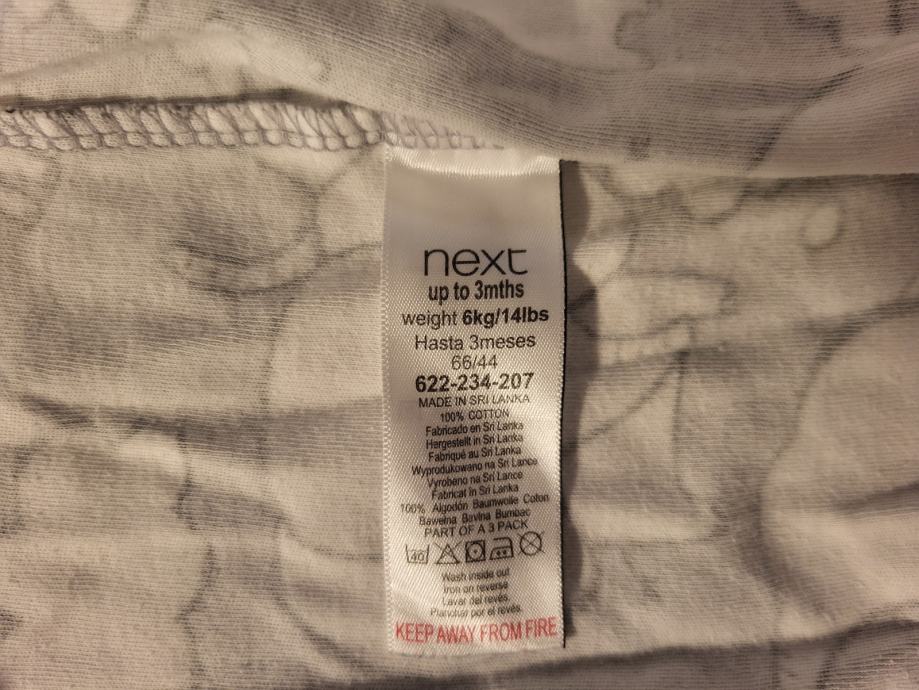 next
up to 3mths
weight 6kg/14lbs
Hasta 3meses
66/44
622-234-207
MADE IN SRI LANKA
100% COTTON
Fabricado en Sri Lanka
Hergestellt in Sri Lanka
Fabriqué au Sri Lanka
Wyprodukowano na Sri Lance
Vyrobeno na Sri Lance
Fabricat în Sri Lanka
100% Algodón Baumwolle Coton
Bawełna Bavlna Bumbac
PART OF A 3 PACK
40
Wash inside out
Iron on reverse
Lavar del revés.
Planchar por el revés.
KEEP AWAY FROM FIRE